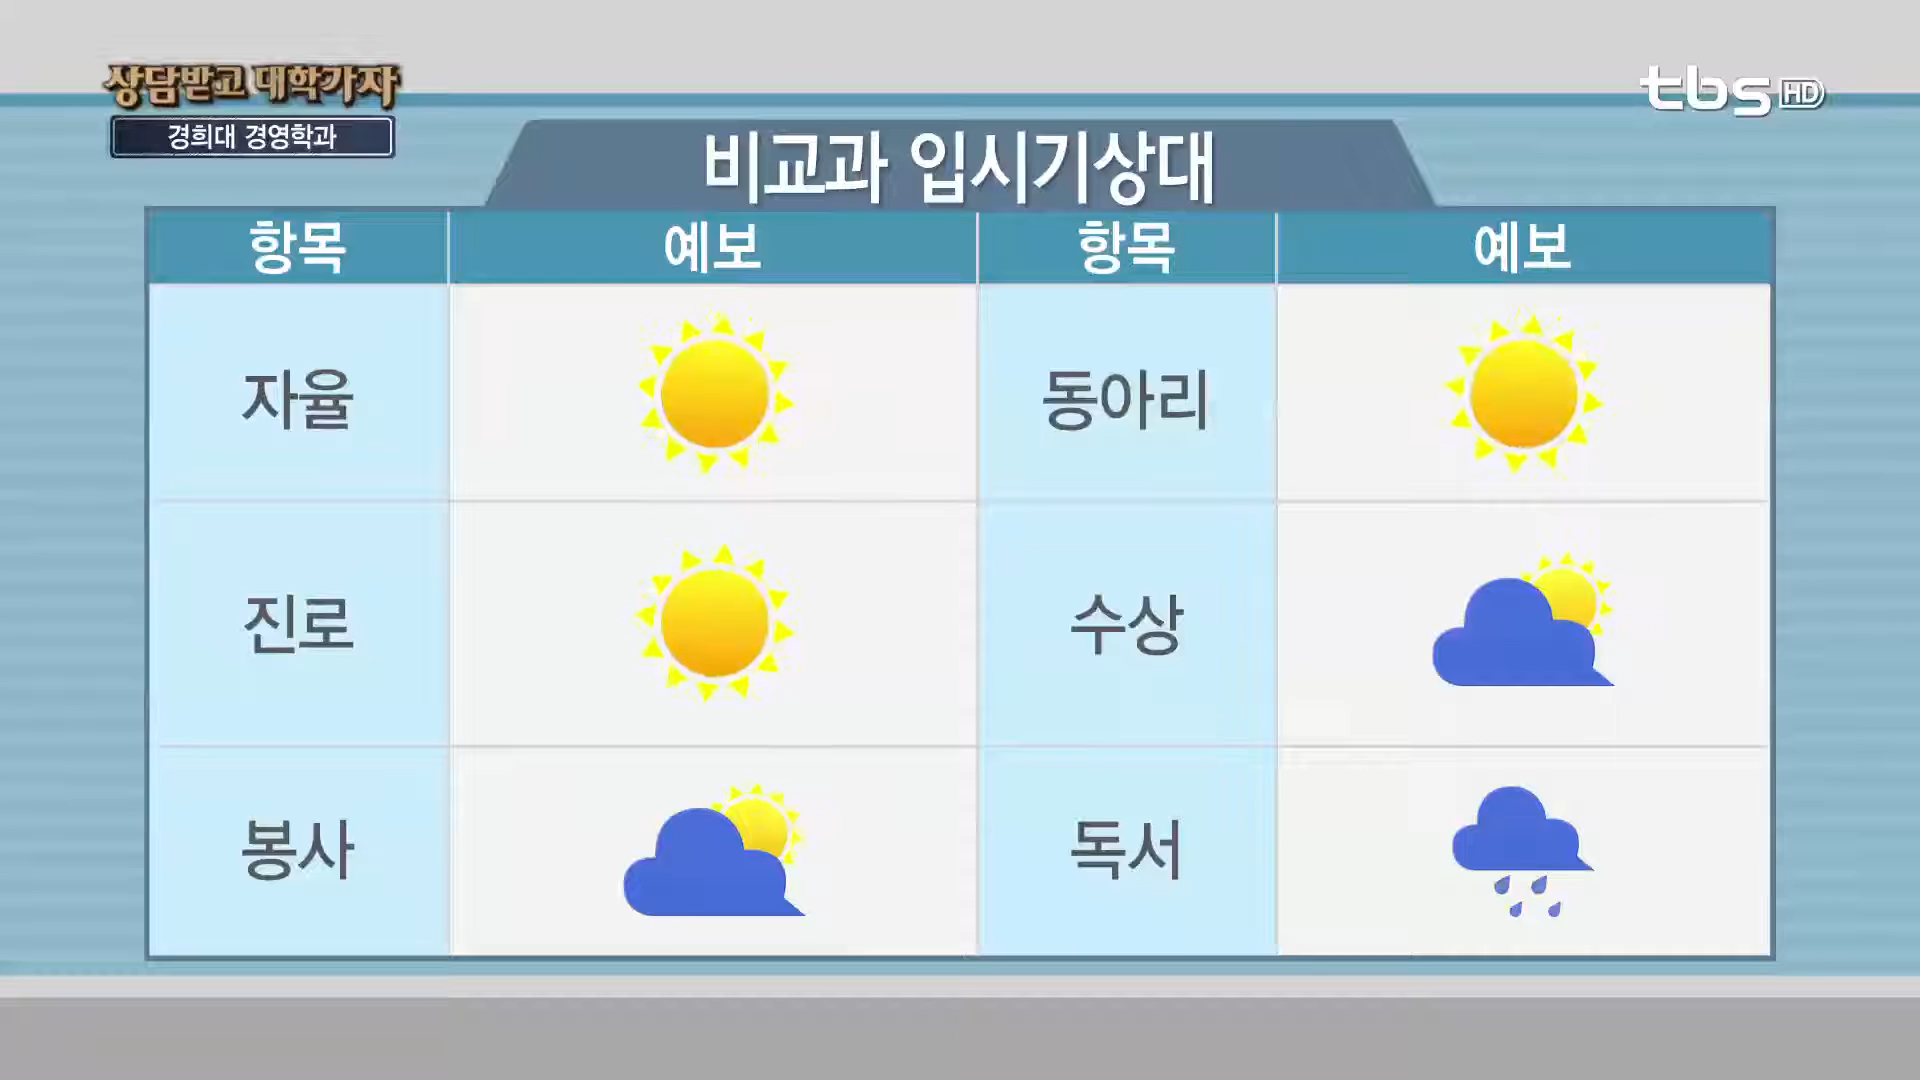 상담받고 대학가자
경희대 경영학과
tbs HD
비교과 입시기상대
항목 예보 항목 예보
자율 동아리
진로 수상
봉사 독서